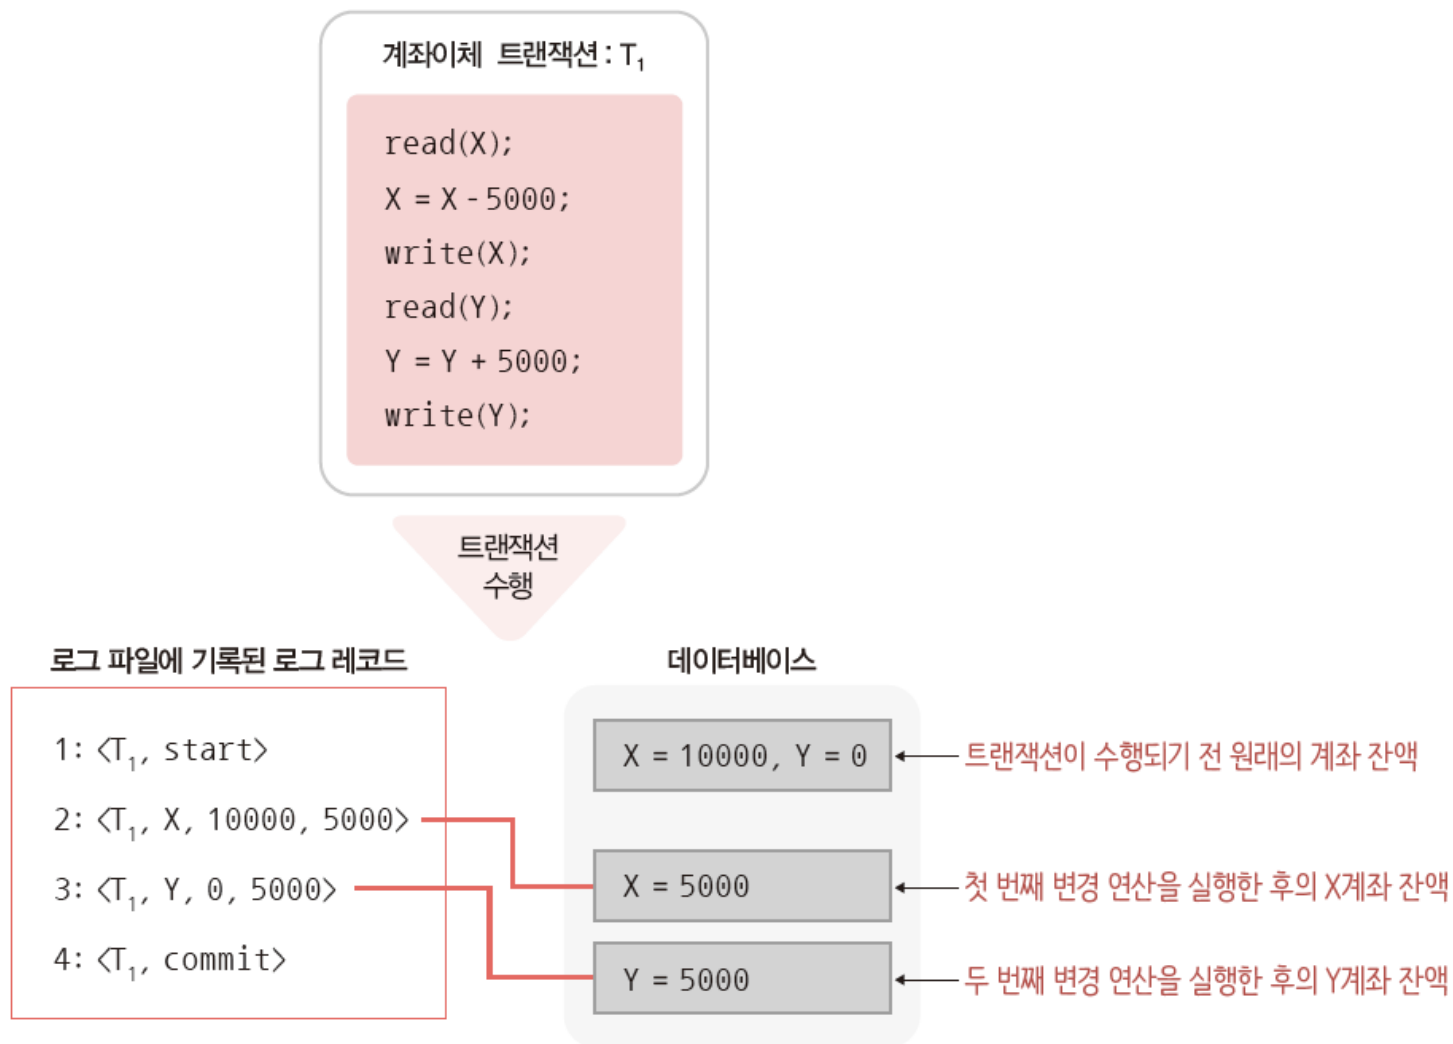 계좌이체 트랜잭션 : T₁
read(X);
X = X - 5000;
write(X);
read(Y);
Y = Y + 5000;
write(Y);
트랜잭션
수행
로그 파일에 기록된 로그 레코드
1: <T₁, start>
2: <T₁, X, 10000, 5000>
3: <T₁, Y, 0, 5000>
4: <T₁, commit>
데이터베이스
X = 10000, Y = 0
트랜잭션이 수행되기 전 원래의 계좌 잔액
X = 5000
첫 번째 변경 연산을 실행한 후의 X계좌 잔액
Y = 5000
두 번째 변경 연산을 실행한 후의 Y계좌 잔액